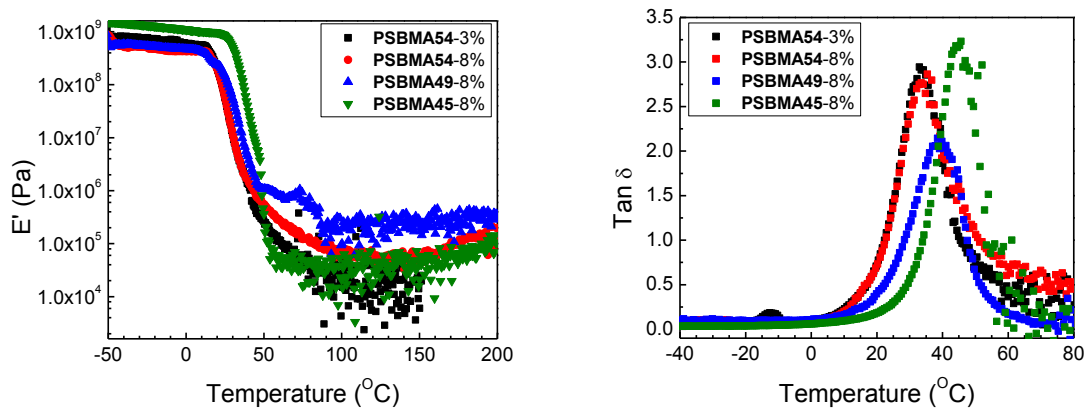 1.0x10⁹
1.0x10⁸
1.0x10⁷
1.0x10⁶
1.0x10⁵
1.0x10⁴
E' (Pa)
PSBMA54-3%
PSBMA54-8%
PSBMA49-8%
PSBMA45-8%
-50 0 50 100 150 200
Temperature (ᴼC)
3.5
3.0
2.5
2.0
1.5
1.0
0.5
0.0
Tan δ
PSBMA54-3%
PSBMA54-8%
PSBMA49-8%
PSBMA45-8%
-40 -20 0 20 40 60 80
Temperature (ᴼC)